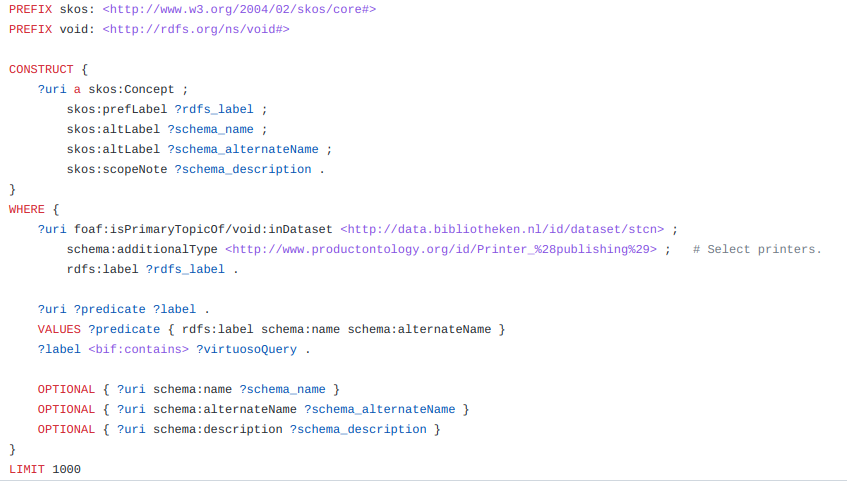 PREFIX skos: <http://www.w3.org/2004/02/skos/core#>
PREFIX void: <http://rdfs.org/ns/void#>

CONSTRUCT {
    ?uri a skos:Concept ;
        skos:prefLabel ?rdfs_label ;
        skos:altLabel ?schema_name ;
        skos:altLabel ?schema_alternateName ;
        skos:scopeNote ?schema_description .
}
WHERE {
    ?uri foaf:isPrimaryTopicOf/void:inDataset <http://data.bibliotheken.nl/id/dataset/stcn> ;
        schema:additionalType <http://www.productontology.org/id/Printer_%28publishing%29> ;   # Select printers.
        rdfs:label ?rdfs_label .

    ?uri ?predicate ?label .
    VALUES ?predicate { rdfs:label schema:name schema:alternateName }
    ?label <bif:contains> ?virtuosoQuery .

    OPTIONAL { ?uri schema:name ?schema_name }
    OPTIONAL { ?uri schema:alternateName ?schema_alternateName }
    OPTIONAL { ?uri schema:description ?schema_description }
}
LIMIT 1000